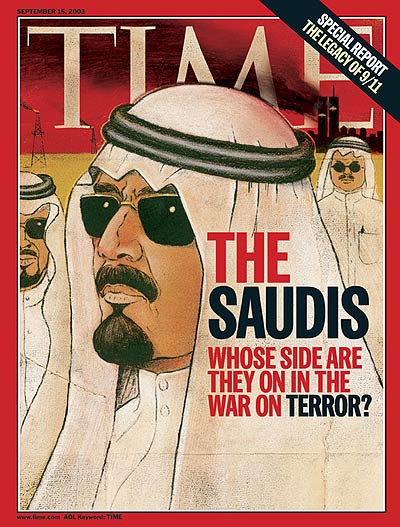 SEPTEMBER 15, 2003
SPECIAL REPORT
THE LEGACY OF 9/11
TIME
THE
SAUDIS
WHOSE SIDE ARE
THEY ON IN THE
WAR ON TERROR?
www.time.com AOL Keyword: TIME